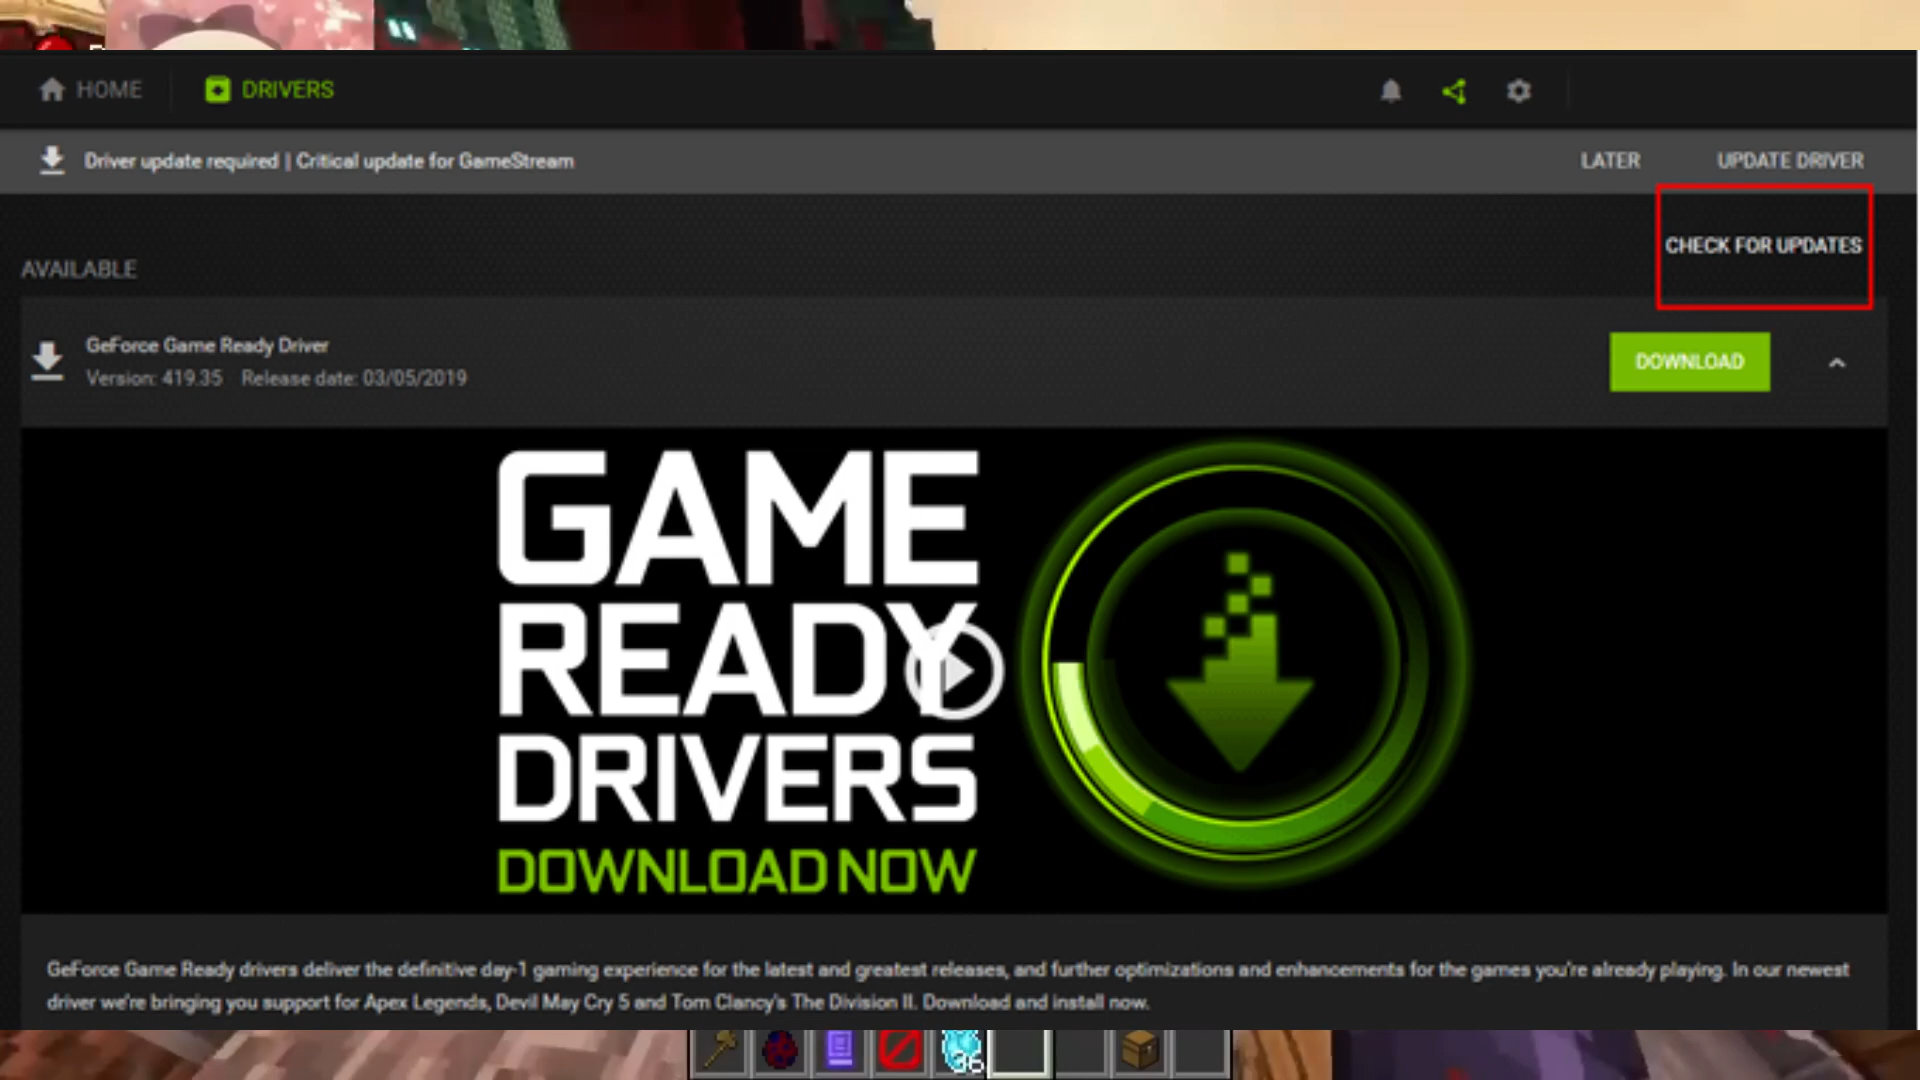 HOME DRIVERS
Driver update required | Critical update for GameStream LATER UPDATE DRIVER
CHECK FOR UPDATES
AVAILABLE
GeForce Game Ready Driver
Version: 419.35 Release date: 03/05/2019
DOWNLOAD
GAME
READY
DRIVERS
DOWNLOAD NOW
GeForce Game Ready drivers deliver the definitive day-1 gaming experience for the latest and greatest releases, and further optimizations and enhancements for the games you're already playing. In our newest
driver we're bringing you support for Apex Legends, Devil May Cry 5 and Tom Clancy's The Division II. Download and install now.
36